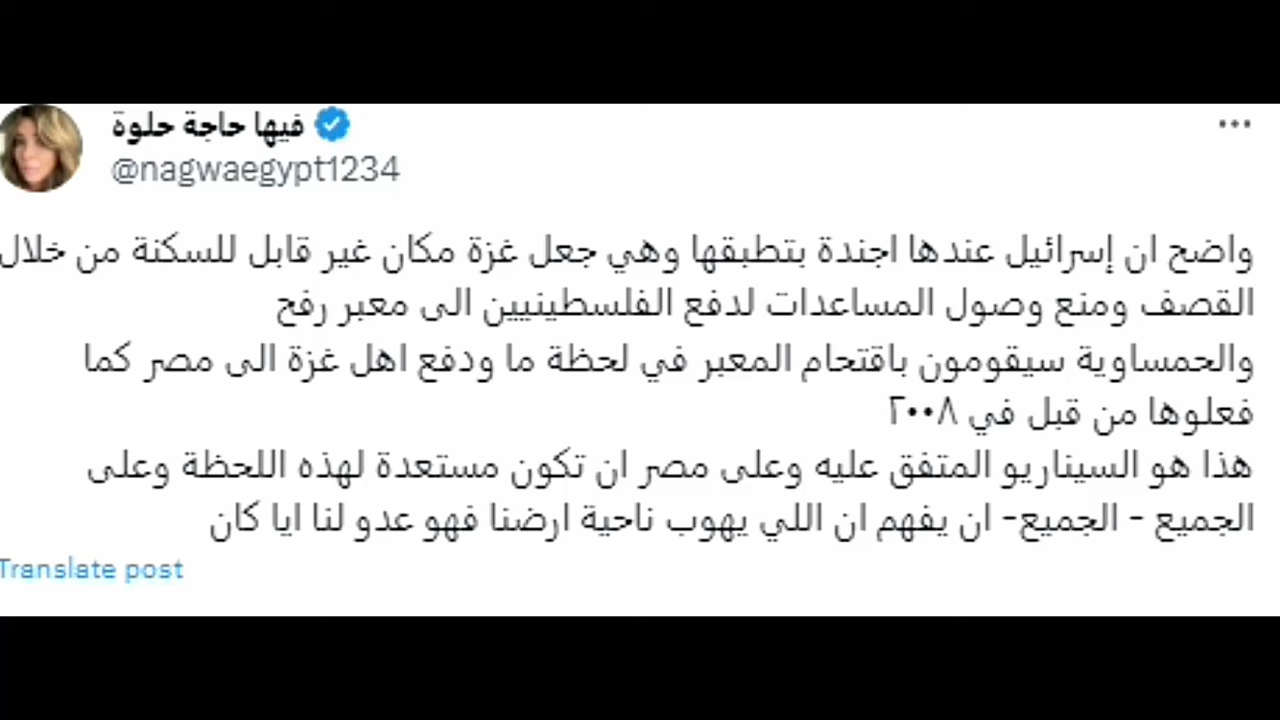 فيها حاجة حلوة
@nagwaegypt1234
واضح ان إسرائيل عندها اجندة بتطبقها وهي جعل غزة مكان غير قابل للسكنة من خلال
القصف ومنع وصول المساعدات لدفع الفلسطينيين الى معبر رفح
والحمساوية سيقومون باقتحام المعبر في لحظة ما ودفع اهل غزة الى مصر كما
فعلوها من قبل في ٢٠٠٨
هذا هو السيناريو المتفق عليه وعلى مصر ان تكون مستعدة لهذه اللحظة وعلى
الجميع - الجميع- ان يفهم ان اللي يهوب ناحية ارضنا فهو عدو لنا ايا كان
Translate post